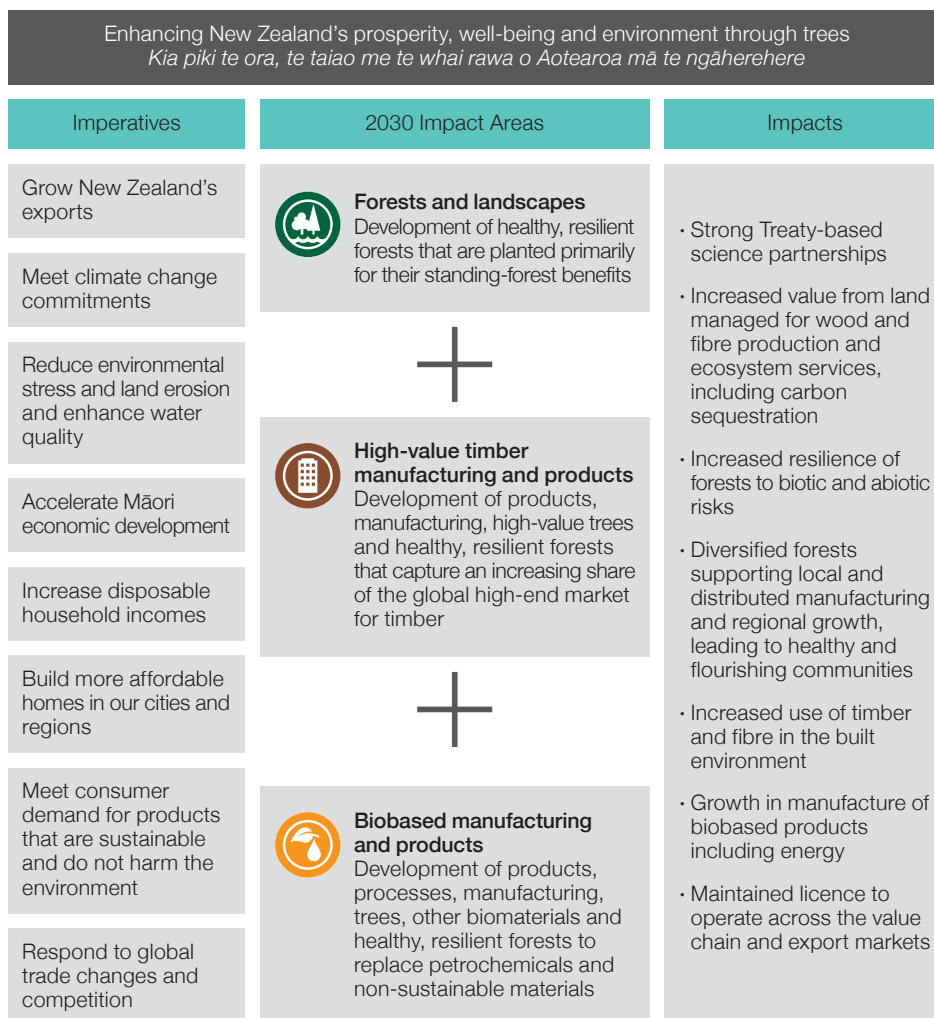 Enhancing New Zealand's prosperity, well-being and environment through trees
Kia piki te ora, te taiao me te whai rawa o Aotearoa mā te ngāherehere
Imperatives
Grow New Zealand's
exports
Meet climate change
commitments
Reduce environmental
stress and land erosion
and enhance water
quality
Accelerate Māori
economic development
Increase disposable
household incomes
Build more affordable
homes in our cities and
regions
Meet consumer
demand for products
that are sustainable
and do not harm the
environment
Respond to global
trade changes and
competition
2030 Impact Areas
Forests and landscapes
Development of healthy, resilient
forests that are planted primarily
for their standing-forest benefits
High-value timber
manufacturing and products
Development of products,
manufacturing, high-value trees
and healthy, resilient forests
that capture an increasing share
of the global high-end market
for timber
Biobased manufacturing
and products
Development of products,
processes, manufacturing,
trees, other biomaterials and
healthy, resilient forests to
replace petrochemicals and
non-sustainable materials
Impacts
· Strong Treaty-based
science partnerships
· Increased value from land
managed for wood and
fibre production and
ecosystem services,
including carbon
sequestration
· Increased resilience of
forests to biotic and abiotic
risks
· Diversified forests
supporting local and
distributed manufacturing
and regional growth,
leading to healthy and
flourishing communities
· Increased use of timber
and fibre in the built
environment
· Growth in manufacture of
biobased products
including energy
· Maintained licence to
operate across the value
chain and export markets